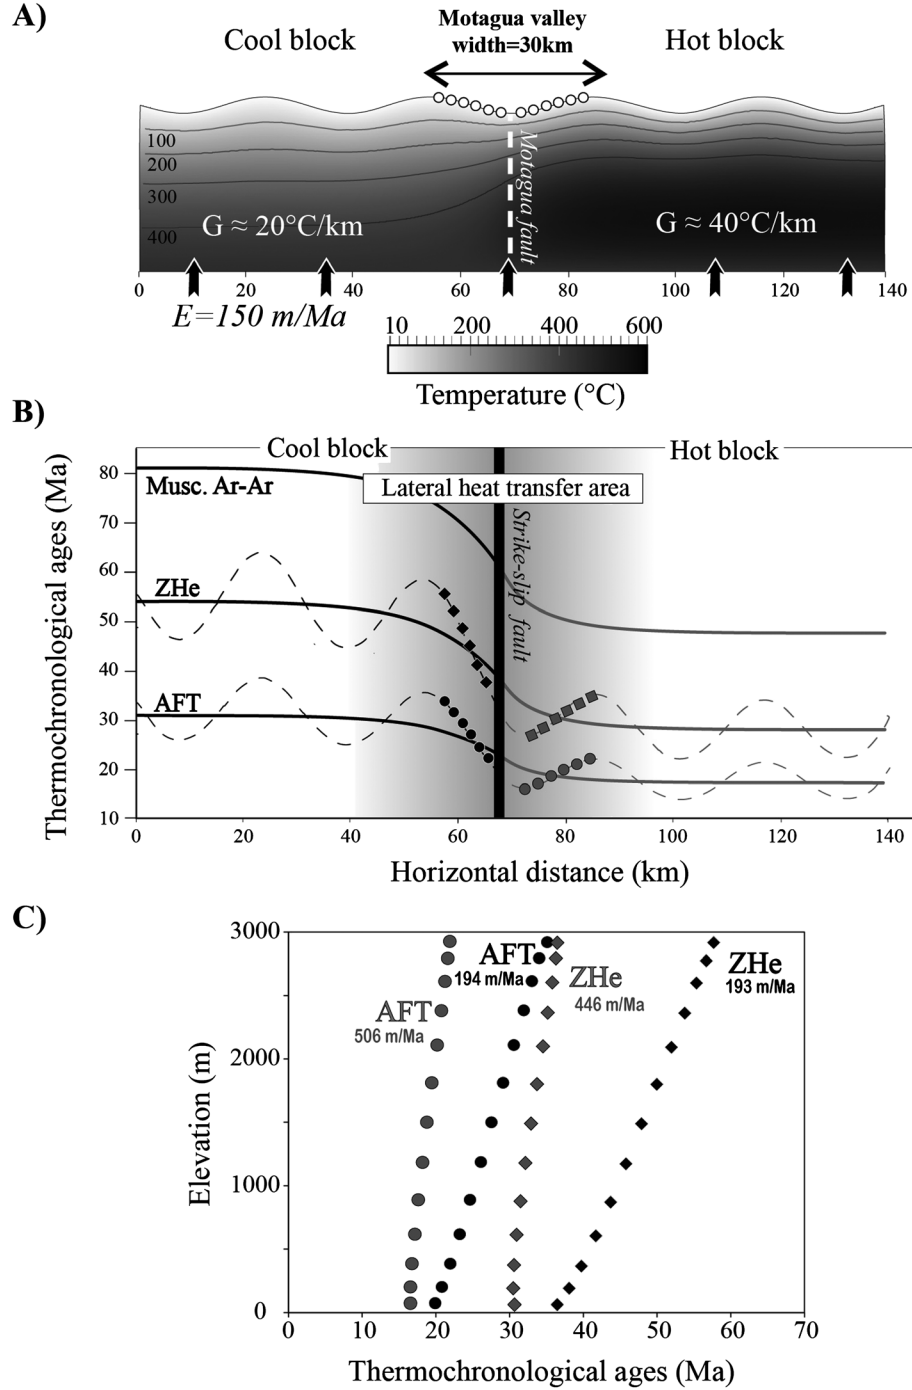 A)
Cool block
Motagua valley
width=30km
Hot block
100
200
300
400
G ≈ 20°C/km
Motagua fault
G ≈ 40°C/km
0 20 40 60 80 100 120 140
E=150 m/Ma
10 200 400 600
Temperature (°C)
B)
Cool block
Hot block
Thermochronological ages (Ma)
80
70
60
50
40
30
20
10
Musc. Ar-Ar
Lateral heat transfer area
Strike-slip fault
ZHe
AFT
0 20 40 60 80 100 120 140
Horizontal distance (km)
C)
Elevation (m)
3000
2000
1000
0
AFT
194 m/Ma
ZHe
446 m/Ma
ZHe
193 m/Ma
AFT
506 m/Ma
0 10 20 30 40 50 60 70
Thermochronological ages (Ma)